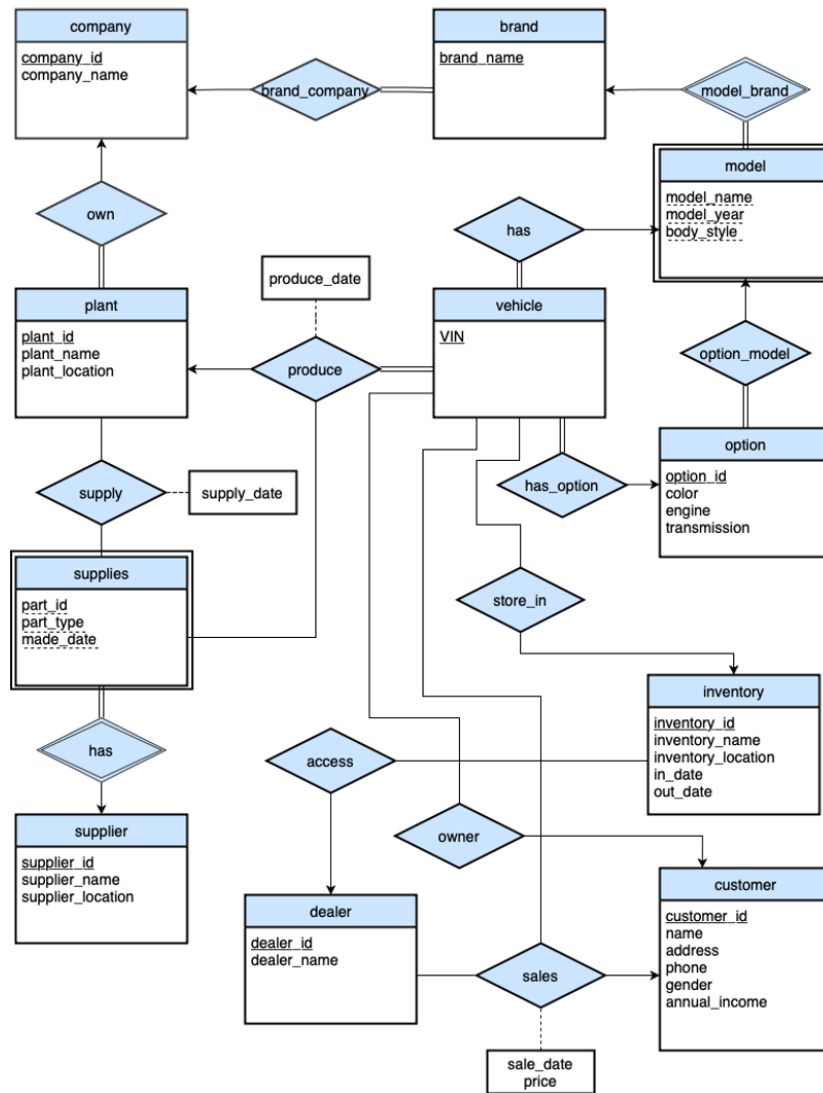 company
company_id
company_name
brand
brand_name
brand_company
model_brand
model
model_name
model_year
body_style
own
has
produce_date
plant
plant_id
plant_name
plant_location
produce
vehicle
VIN
option_model
option
option_id
color
engine
transmission
supply
supply_date
has_option
supplies
part_id
part_type
made_date
store_in
inventory
inventory_id
inventory_name
inventory_location
in_date
out_date
has
access
supplier
supplier_id
supplier_name
supplier_location
owner
customer
customer_id
name
address
phone
gender
annual_income
dealer
dealer_id
dealer_name
sales
sale_date
price